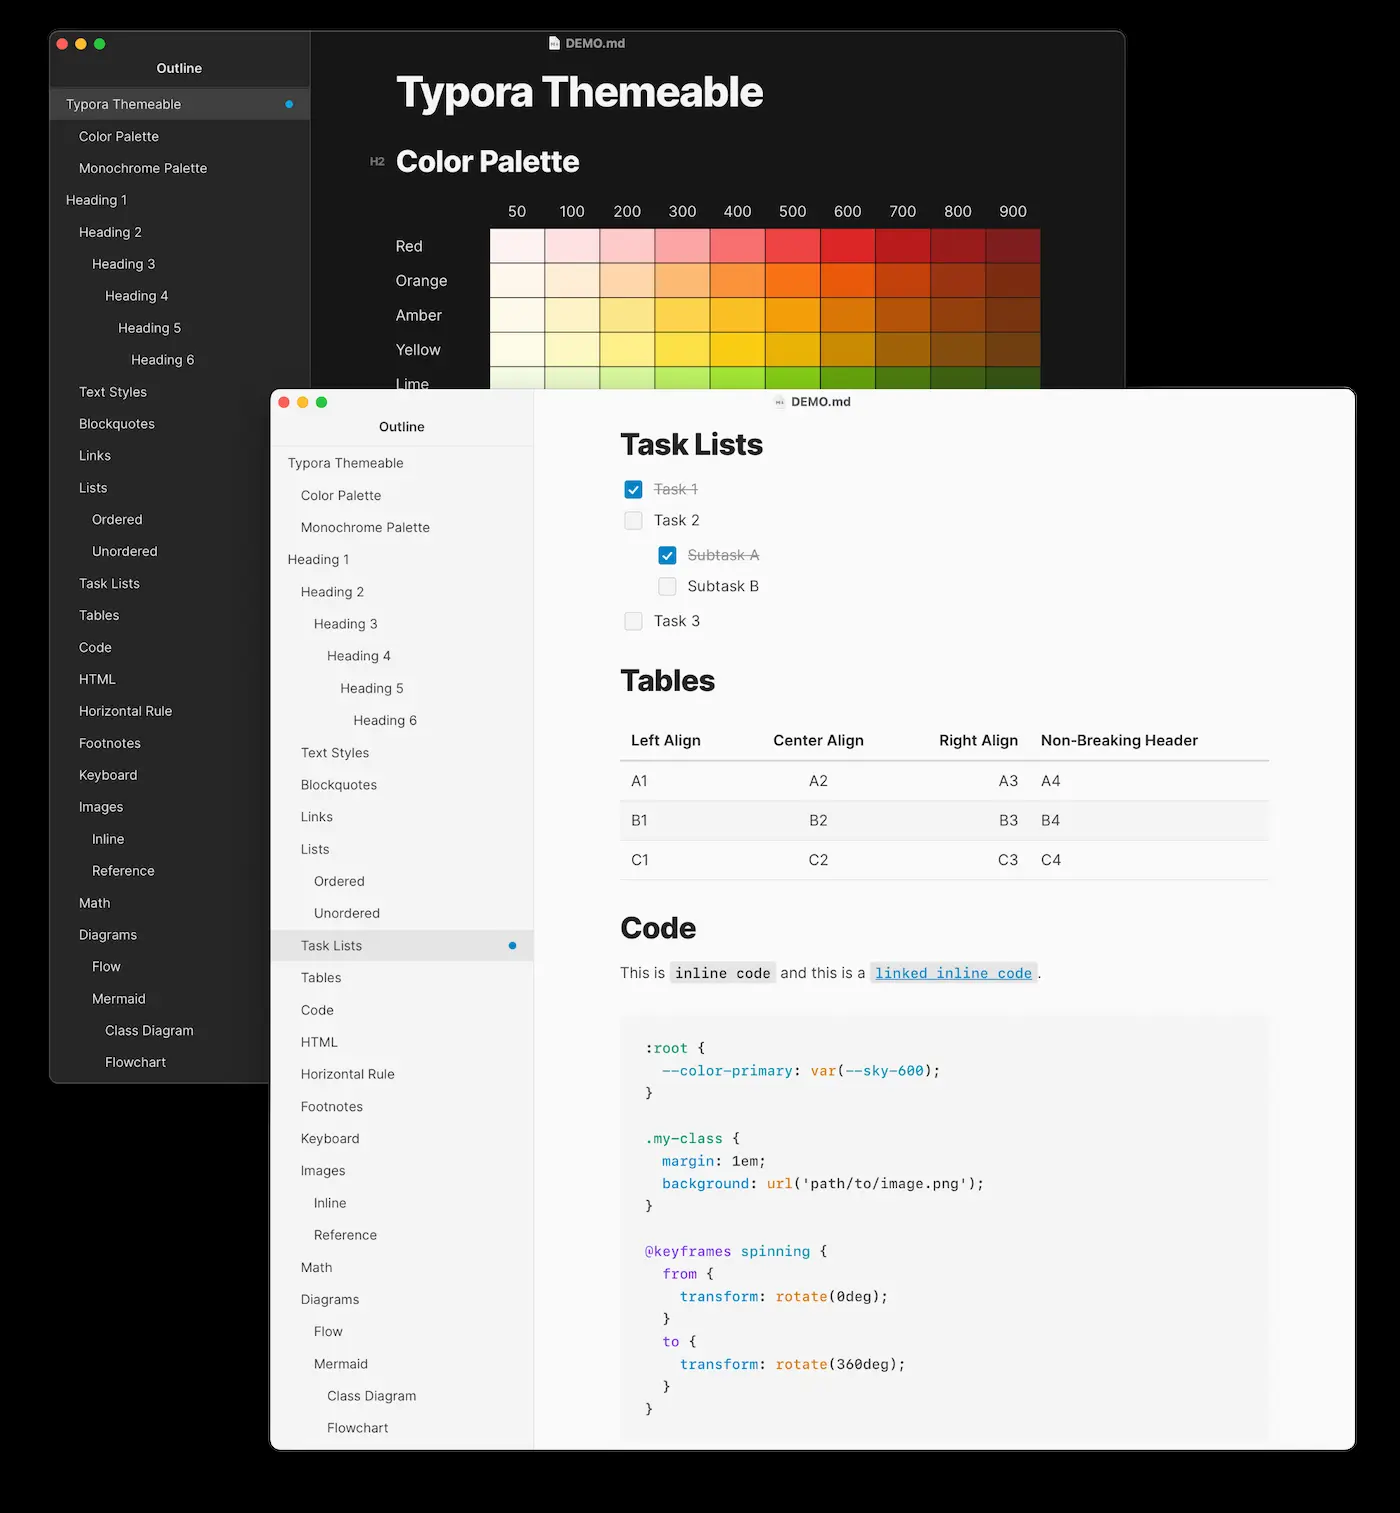 DEMO.md
Outline
Typora Themeable
Color Palette
Monochrome Palette
Heading 1
Heading 2
Heading 3
Heading 4
Heading 5
Heading 6
Text Styles
Blockquotes
Links
Lists
Ordered
Unordered
Task Lists
Tables
Code
HTML
Horizontal Rule
Footnotes
Keyboard
Images
Inline
Reference
Math
Diagrams
Flow
Mermaid
Class Diagram
Flowchart
Typora Themeable
H2 Color Palette
50 100 200 300 400 500 600 700 800 900
Red
Orange
Amber
Yellow
Lime
DEMO.md
Outline
Typora Themeable
Color Palette
Monochrome Palette
Heading 1
Heading 2
Heading 3
Heading 4
Heading 5
Heading 6
Text Styles
Blockquotes
Links
Lists
Ordered
Unordered
Task Lists
Tables
Code
HTML
Horizontal Rule
Footnotes
Keyboard
Images
Inline
Reference
Math
Diagrams
Flow
Mermaid
Class Diagram
Flowchart
Task Lists
Task 1
Task 2
Subtask A
Subtask B
Task 3
Tables
Left Align Center Align Right Align Non-Breaking Header
A1 A2 A3 A4
B1 B2 B3 B4
C1 C2 C3 C4
Code
This is inline code and this is a linked inline code.
:root {
  --color-primary: var(--sky-600);
}
.my-class {
  margin: 1em;
  background: url('path/to/image.png');
}
@keyframes spinning {
  from {
    transform: rotate(0deg);
  }
  to {
    transform: rotate(360deg);
  }
}